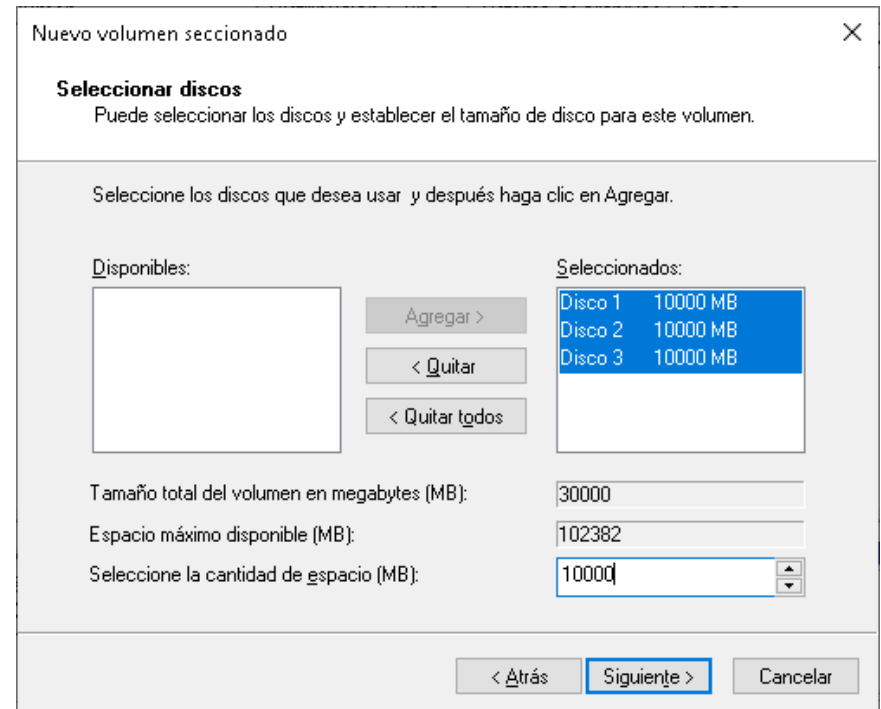 Nuevo volumen seccionado
Seleccionar discos
Puede seleccionar los discos y establecer el tamaño de disco para este volumen.
Seleccione los discos que desea usar y después haga clic en Agregar.
Disponibles:
Seleccionados:
Agregar >
< Quitar
< Quitar todos
Disco 1 10000 MB
Disco 2 10000 MB
Disco 3 10000 MB
Tamaño total del volumen en megabytes (MB): 30000
Espacio máximo disponible (MB): 102382
Seleccione la cantidad de espacio (MB): 10000
< Atrás Siguiente > Cancelar